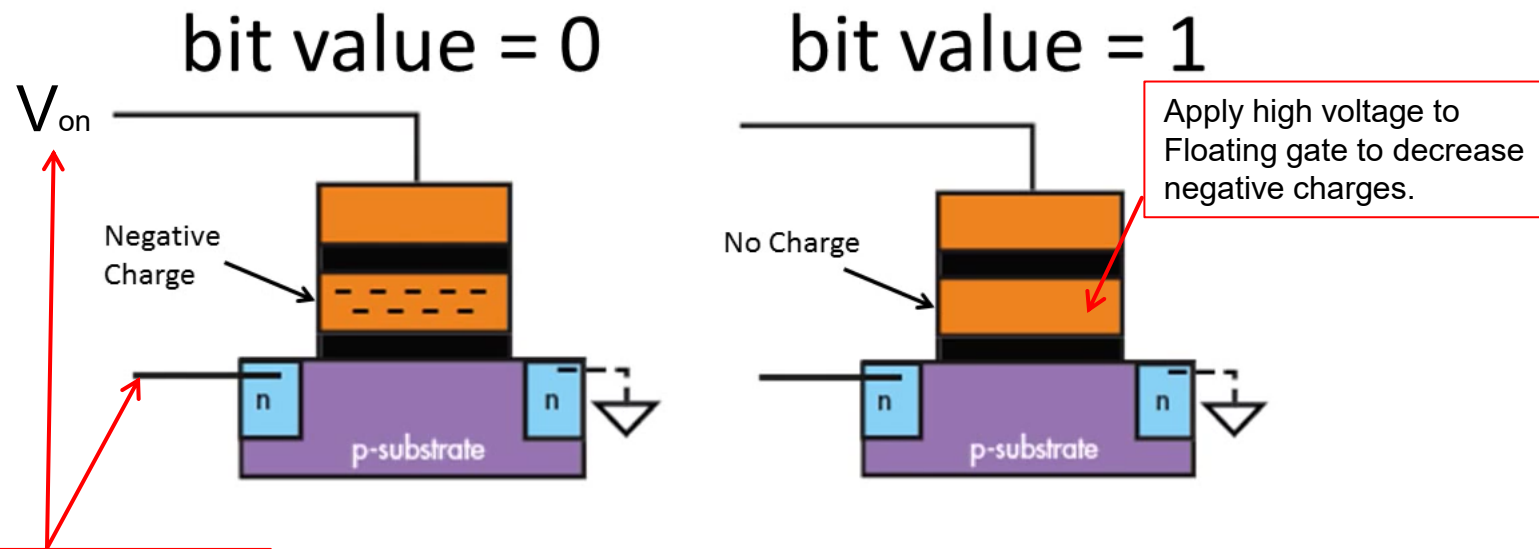 bit value = 0
bit value = 1
Von
Apply high voltage to
Floating gate to decrease
negative charges.
Negative
Charge
No Charge
n
n
p-substrate
n
n
p-substrate